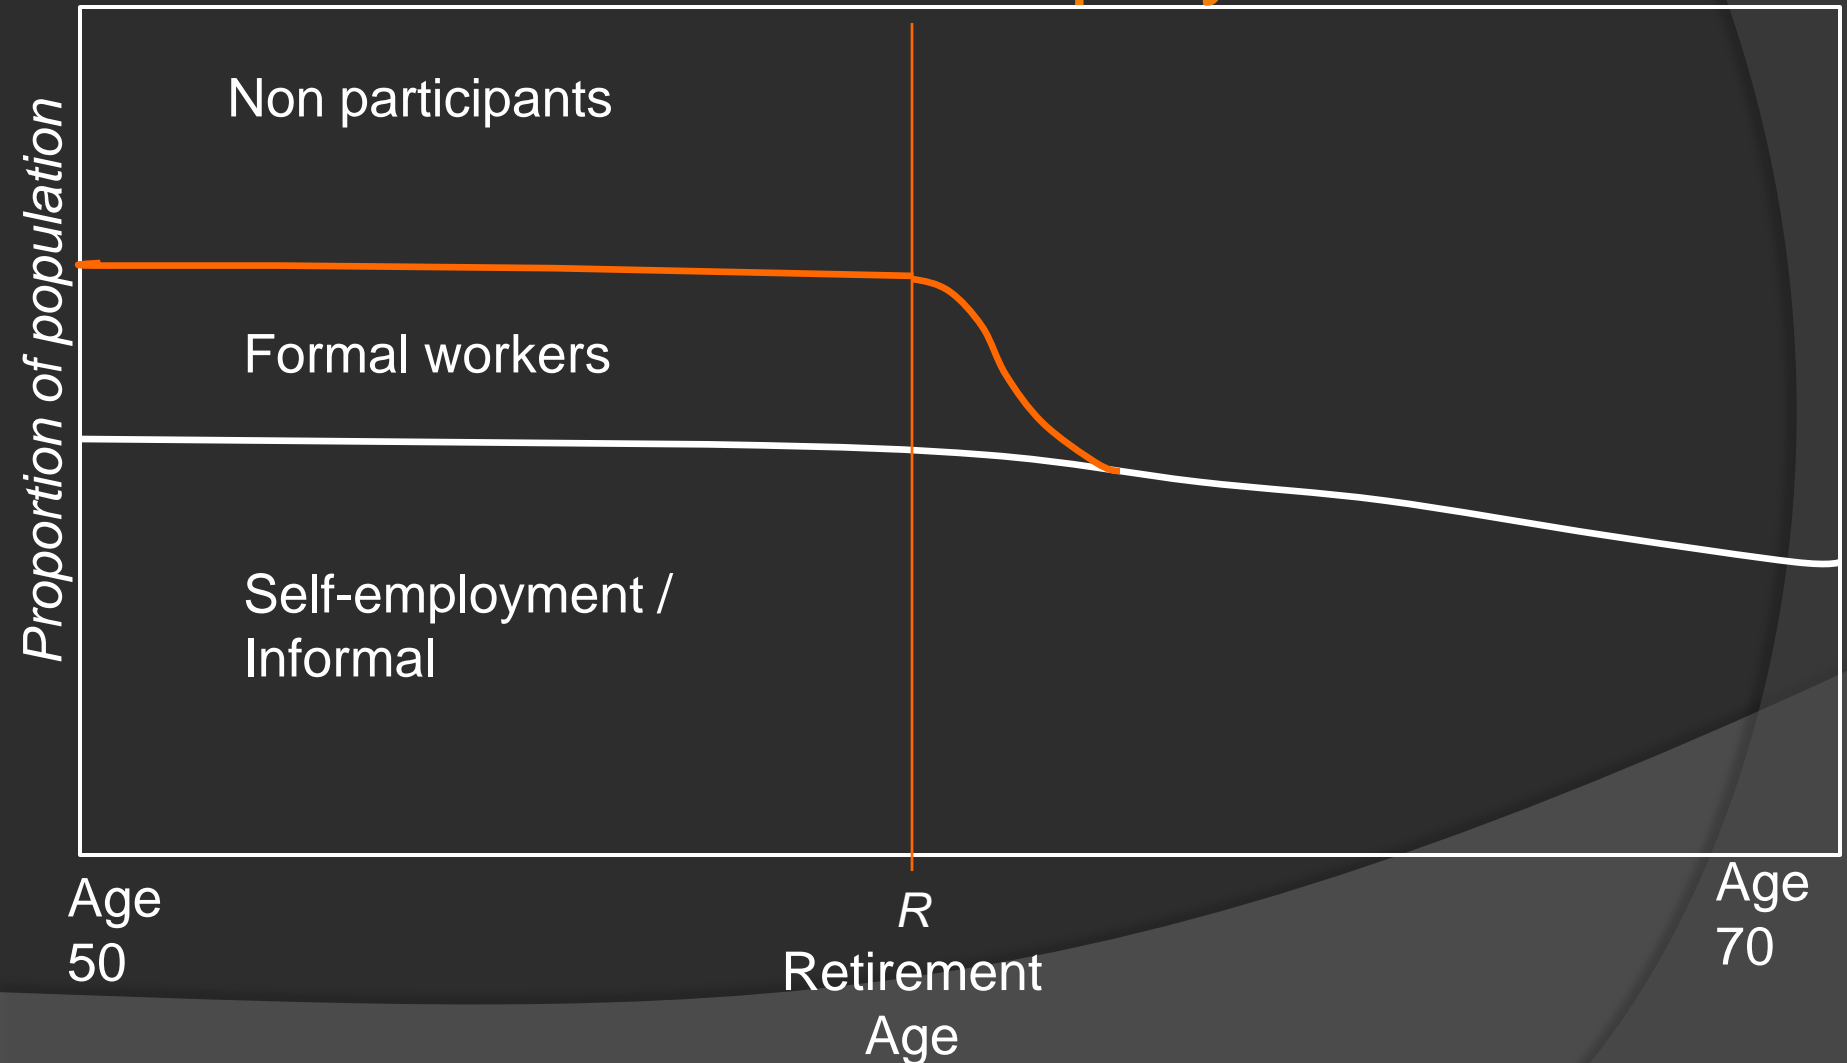 Non participants
Proportion of population
Formal workers
Self-employment /
Informal
Age
50
R
Retirement
Age
Age
70